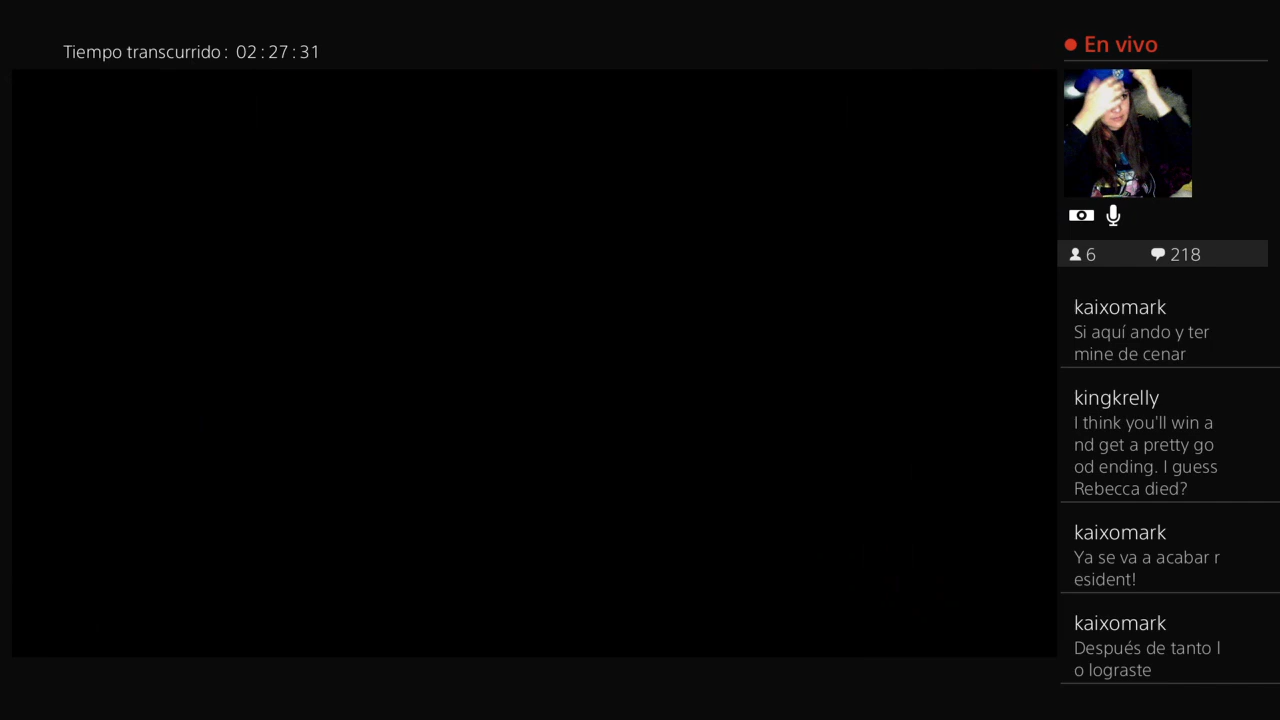 Tiempo transcurrido : 02 : 27 : 31
En vivo
6
218
kaixomark
Si aquí ando y ter
mine de cenar
kingkrelly
I think you'll win a
nd get a pretty go
od ending. I guess
Rebecca died?
kaixomark
Ya se va a acabar r
esident!
kaixomark
Después de tanto l
o lograste